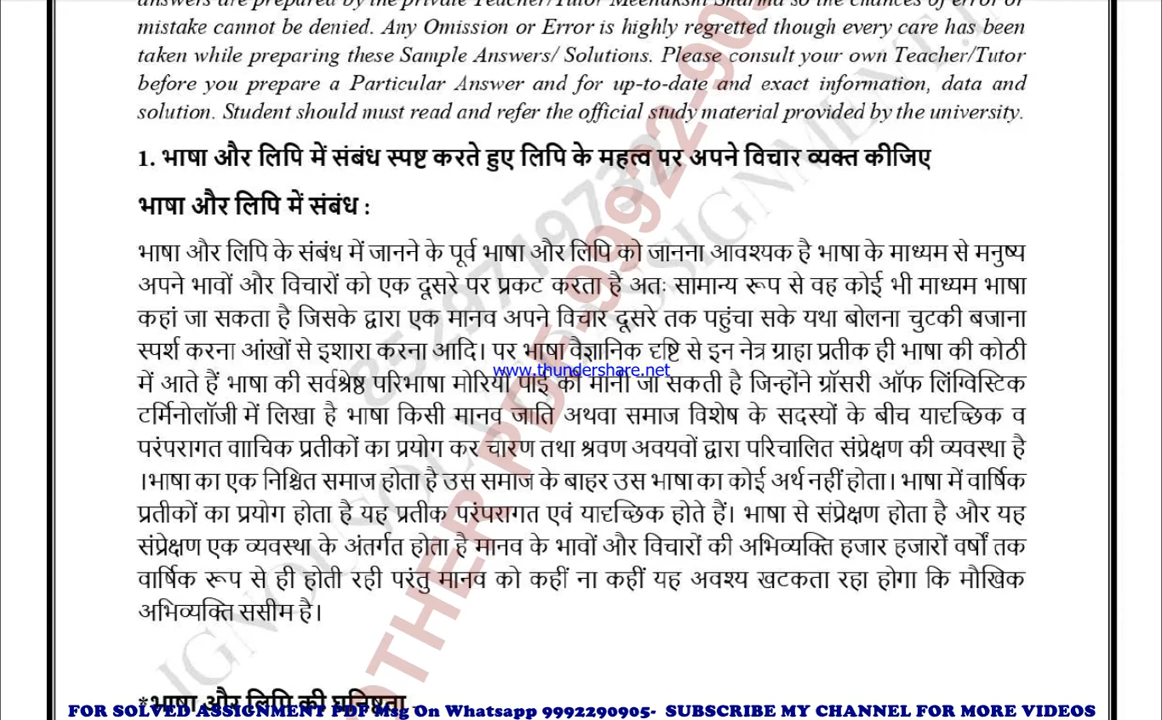 answers are prepared by the private Teacher/Tutor Meenakshi Sharma so the chances of error or
mistake cannot be denied. Any Omission or Error is highly regretted though every care has been
taken while preparing these Sample Answers/ Solutions. Please consult your own Teacher/Tutor
before you prepare a Particular Answer and for up-to-date and exact information, data and
solution. Student should must read and refer the official study material provided by the university.
1. भाषा और लिपि में संबंध स्पष्ट करते हुए लिपि के महत्व पर अपने विचार व्यक्त कीजिए
भाषा और लिपि में संबंध :
भाषा और लिपि के संबंध में जानने के पूर्व भाषा और लिपि को जानना आवश्यक है भाषा के माध्यम से मनुष्य
अपने भावों और विचारों को एक दूसरे पर प्रकट करता है अतः सामान्य रूप से वह कोई भी माध्यम भाषा
कहां जा सकता है जिसके द्वारा एक मानव अपने विचार दूसरे तक पहुंचा सके यथा बोलना चुटकी बजाना
स्पर्श करना आंखों से इशारा करना आदि। पर भाषा वैज्ञानिक दृष्टि से इन नेत्र ग्राहा प्रतीक ही भाषा की कोठी
www.thundershare.net
में आते हैं भाषा की सर्वश्रेष्ठ परिभाषा मोरियो पाई की मानी जा सकती है जिन्होंने ग्रॉसरी ऑफ लिंग्विस्टिक
टर्मिनोलॉजी में लिखा है भाषा किसी मानव जाति अथवा समाज विशेष के सदस्यों के बीच यादृच्छिक व
परंपरागत वााचिक प्रतीकों का प्रयोग कर चारण तथा श्रवण अवयवों द्वारा परिचालित संप्रेक्षण की व्यवस्था है
।भाषा का एक निश्चित समाज होता है उस समाज के बाहर उस भाषा का कोई अर्थ नहीं होता। भाषा में वार्षिक
प्रतीकों का प्रयोग होता है यह प्रतीक परंपरागत एवं यादृच्छिक होते हैं। भाषा से संप्रेक्षण होता है और यह
संप्रेक्षण एक व्यवस्था के अंतर्गत होता है मानव के भावों और विचारों की अभिव्यक्ति हजार हजारों वर्षों तक
वार्षिक रूप से ही होती रही परंतु मानव को कहीं ना कहीं यह अवश्य खटकता रहा होगा कि मौखिक
अभिव्यक्ति ससीम है।
*भाषा और लिपि की घनिष्ठता
FOR SOLVED ASSIGNMENT PDF Msg On Whatsapp 9992290905- SUBSCRIBE MY CHANNEL FOR MORE VIDEOS